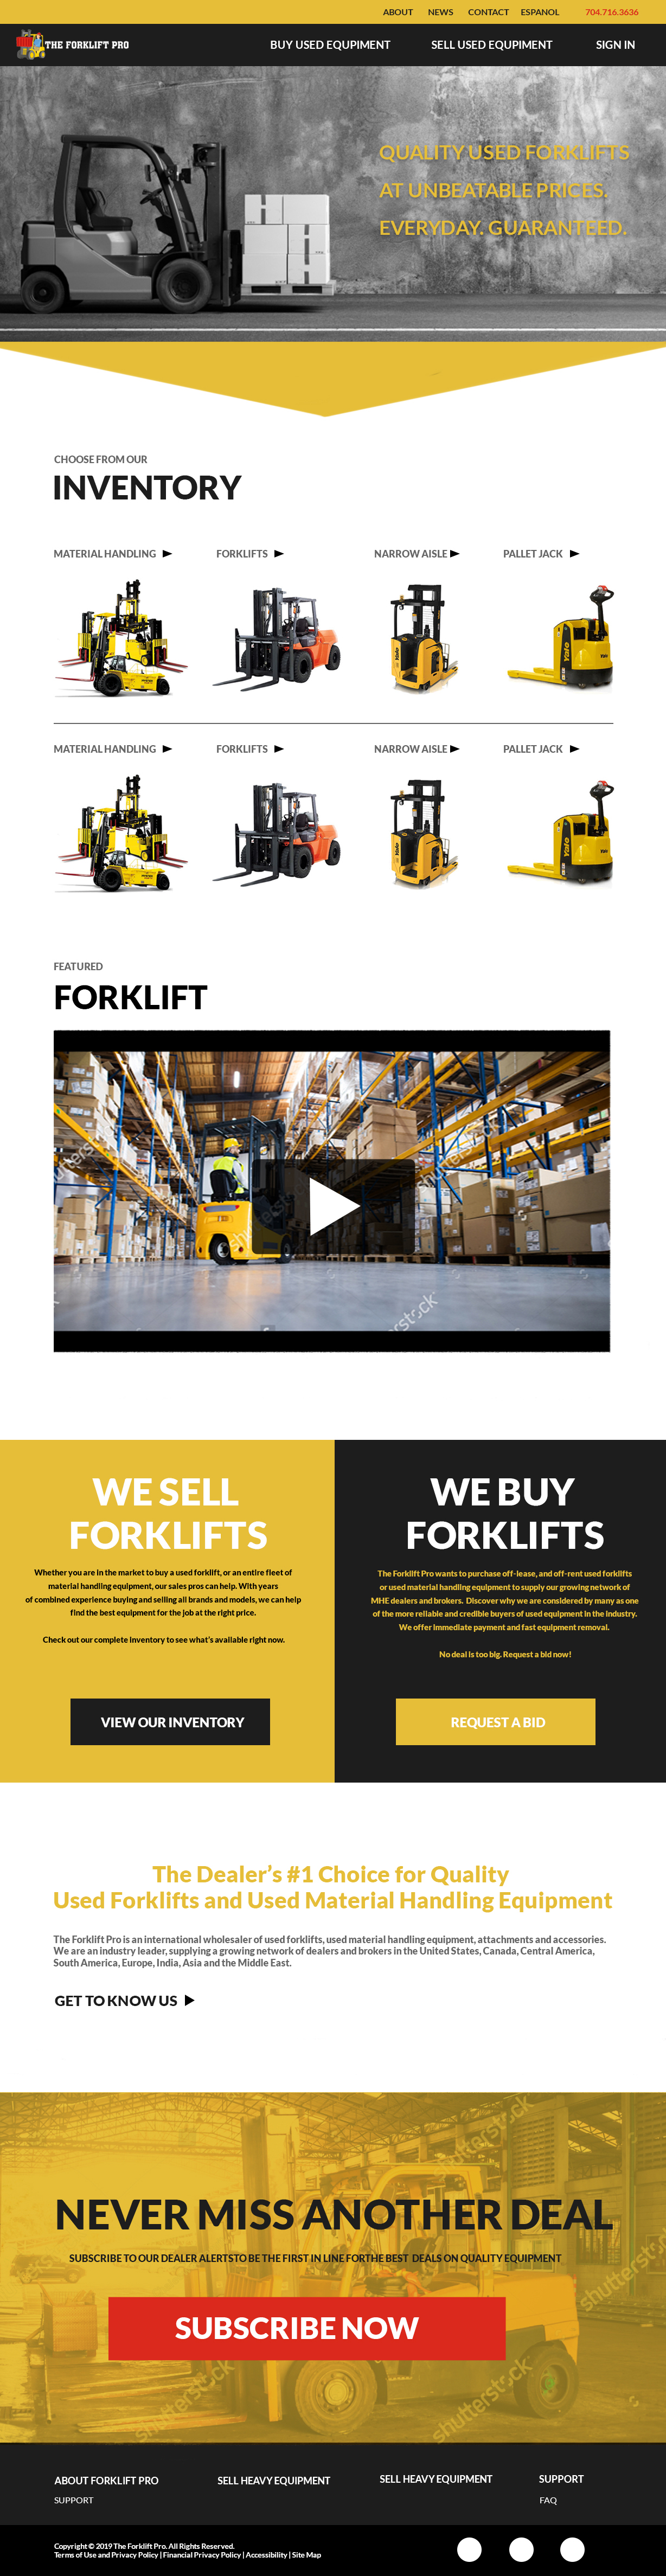 ABOUT NEWS CONTACT ESPANOL 704.716.3636
THE FORKLIFT PRO BUY USED EQUPIMENT SELL USED EQUPIMENT SIGN IN
QUALITY USED FORKLIFTS
AT UNBEATABLE PRICES.
EVERYDAY. GUARANTEED.
CHOOSE FROM OUR
INVENTORY
MATERIAL HANDLING FORKLIFTS NARROW AISLE PALLET JACK
Yale Yale
MATERIAL HANDLING FORKLIFTS NARROW AISLE PALLET JACK
Yale Yale
FEATURED
FORKLIFT
shutterstock
shutterstock
WE SELL
FORKLIFTS
Whether you are in the market to buy a used forklift, or an entire fleet of
material handling equipment, our sales pros can help. With years
of combined experience buying and selling all brands and models, we can help
find the best equipment for the job at the right price.
Check out our complete inventory to see what's available right now.
VIEW OUR INVENTORY
WE BUY
FORKLIFTS
The Forklift Pro wants to purchase off-lease, and off-rent used forklifts
or used material handling equipment to supply our growing network of
MHE dealers and brokers. Discover why we are considered by many as one
of the more reliable and credible buyers of used equipment in the industry.
We offer immediate payment and fast equipment removal.
No deal is too big. Request a bid now!
REQUEST A BID
The Dealer's #1 Choice for Quality
Used Forklifts and Used Material Handling Equipment
The Forklift Pro is an international wholesaler of used forklifts, used material handling equipment, attachments and accessories.
We are an industry leader, supplying a growing network of dealers and brokers in the United States, Canada, Central America,
South America, Europe, India, Asia and the Middle East.
GET TO KNOW US
shutterstock
NEVER MISS ANOTHER DEAL
SUBSCRIBE TO OUR DEALER ALERTSTO BE THE FIRST IN LINE FORTHE BEST DEALS ON QUALITY EQUIPMENT
shutterstock
SUBSCRIBE NOW
shutterstock shutterstock
ABOUT FORKLIFT PRO SELL HEAVY EQUIPMENT SELL HEAVY EQUIPMENT SUPPORT
SUPPORT FAQ
Copyright © 2019 The Forklift Pro. All Rights Reserved.
Terms of Use and Privacy Policy | Financial Privacy Policy | Accessibility | Site Map